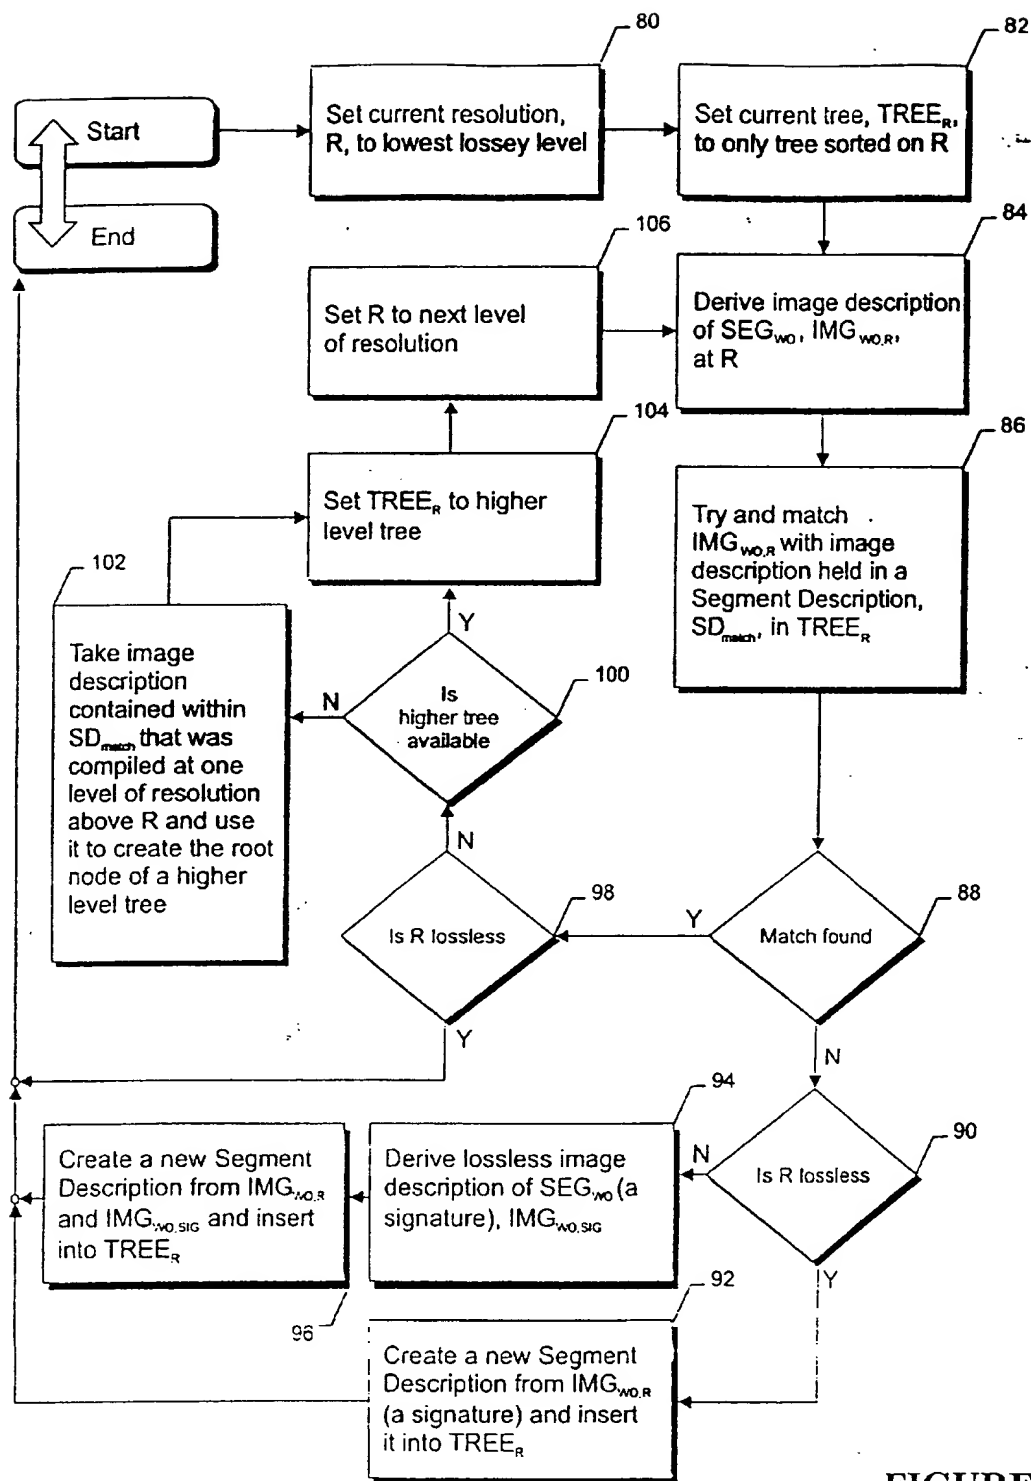 80
82
Start
Set current resolution,
R, to lowest lossey level
Set current tree, TREE_R,
to only tree sorted on R
End
106
84
Set R to next level
of resolution
Derive image description
of SEG_WO, IMG_WO,R,
at R
104
86
Set TREE_R to higher
level tree
Try and match
IMG_WO,R with image
description held in a
Segment Description,
SD_match, in TREE_R
102
Take image
description
contained within
SD_match that was
compiled at one
level of resolution
above R and use
it to create the root
node of a higher
level tree
Y
100
N
Is
higher tree
available
N
98
Y
88
Is R lossless
Match found
Y
N
94
90
Create a new Segment
Description from IMG_WO,R
and IMG_WO,SIG and insert
into TREE_R
Derive lossless image
description of SEG_WO (a
signature), IMG_WO,SIG
N
Is R lossless
Y
96
92
Create a new Segment
Description from IMG_WO,R
(a signature) and insert
it into TREE_R
FIGURE